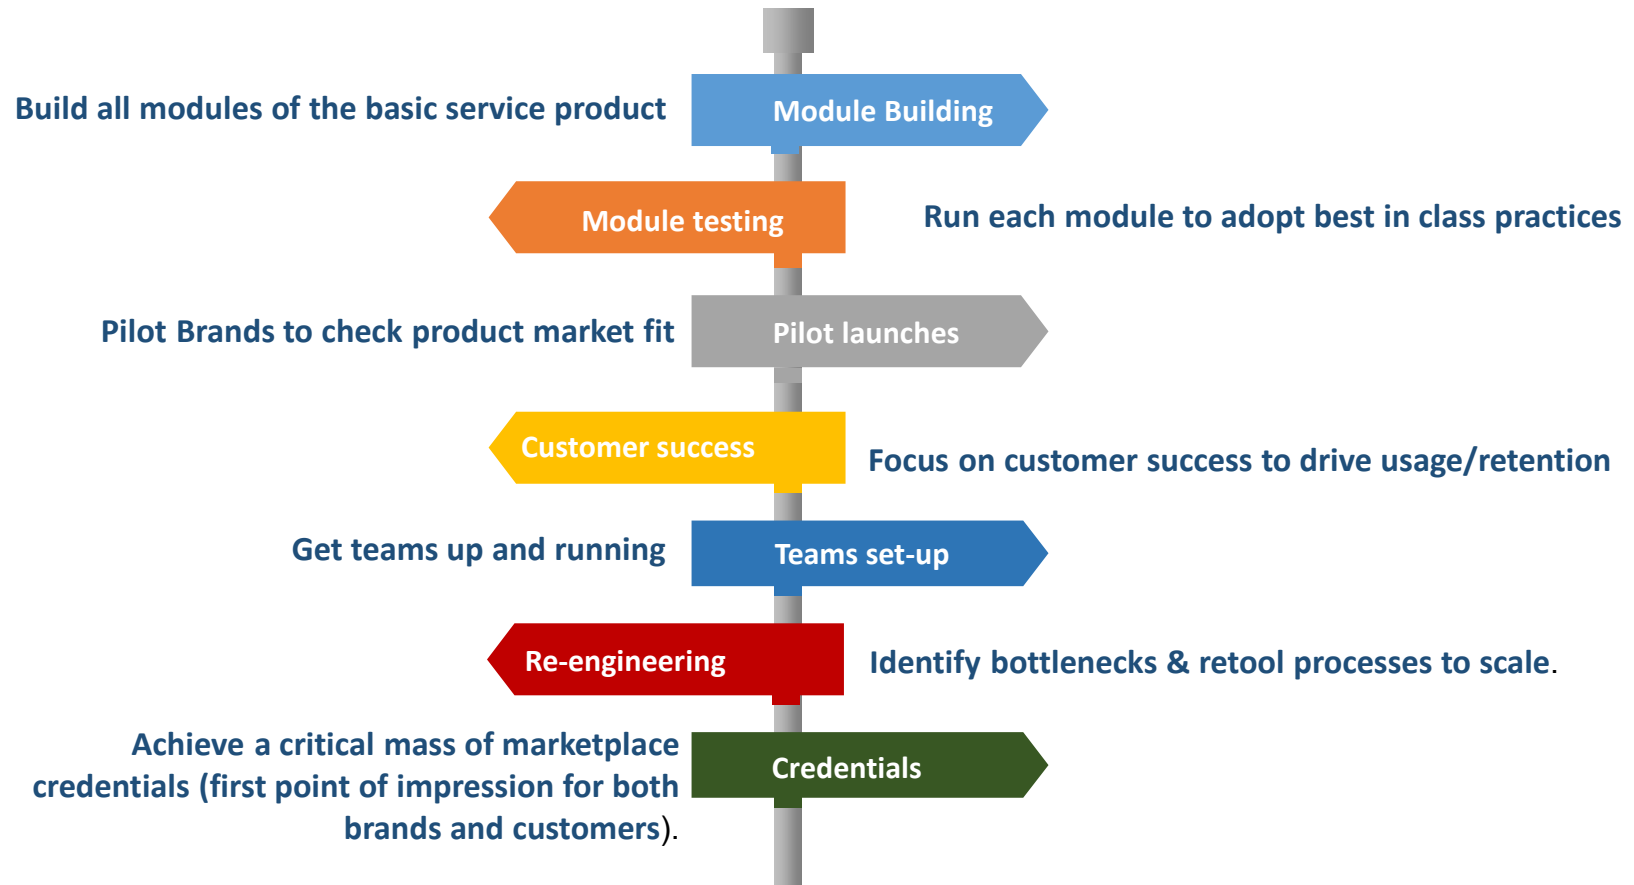 Build all modules of the basic service product
Module Building
Module testing
Run each module to adopt best in class practices
Pilot Brands to check product market fit
Pilot launches
Customer success
Focus on customer success to drive usage/retention
Get teams up and running
Teams set-up
Re-engineering
Identify bottlenecks & retool processes to scale.
Achieve a critical mass of marketplace
credentials (first point of impression for both
brands and customers).
Credentials